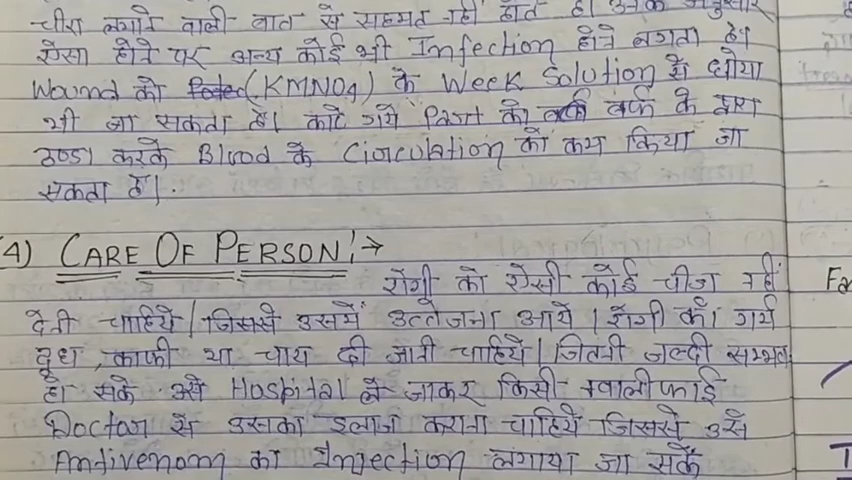 चीरा लगाने वाली बात से सहमत नहीं होते हैं। उनके अनुसार
ऐसा होने पर अन्य कोई भी Infection होने लगता है।
Wound को (KMNO4) के Week Solution से धोया
भी जा सकता है। काटे गये Part को बर्फ के द्वारा
ठण्डा करके Blood के Circulation को कम किया जा
सकता है।
4) CARE OF PERSON:→
रोगी को ऐसी कोई चीज नहीं
देनी चाहिये। जिससे उसमें उत्तेजना आये। रोगी को गर्म
दूध, काफी या चाय दी जानी चाहिये। जितनी जल्दी सम्भव
हो सके उसे Hospital ले जाकर किसी क्वालीफाई
Doctor से उसका इलाज कराना चाहिये जिससे उसे
Antivenom का Injection लगाया जा सकें